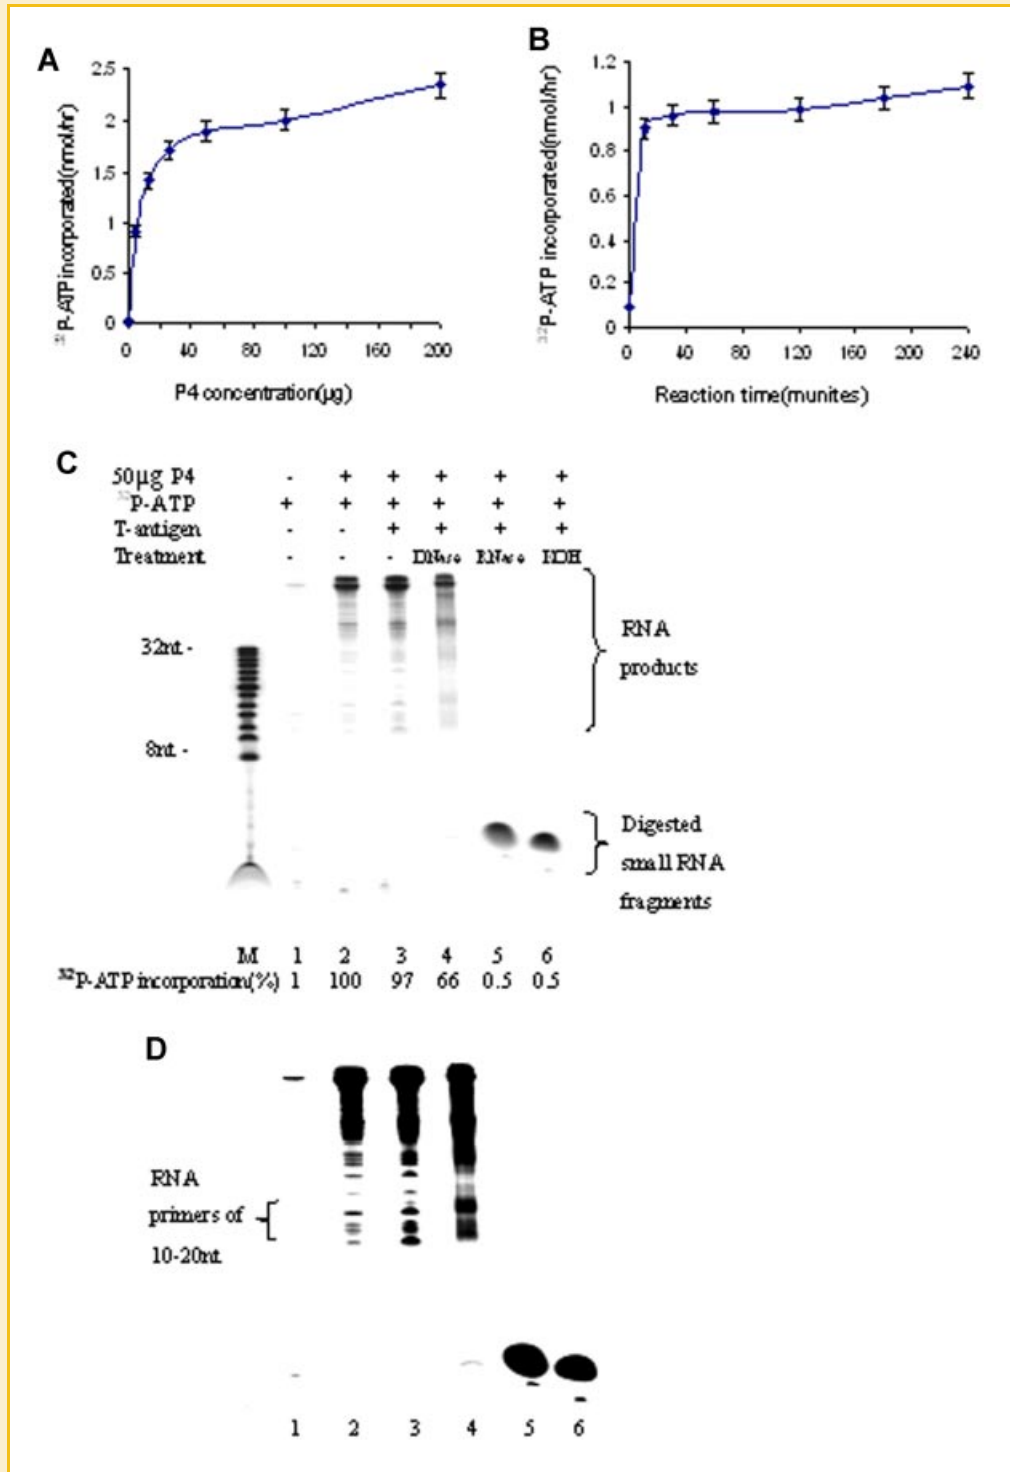 A
2.5
2
1.5
1
0.5
0
0 40 80 120 160 200
32P-ATP incorporated(nmol/hr)
P4 concentration(µg)
B
1.2
1
0.8
0.6
0.4
0.2
0
0 40 80 120 160 200 240
32P-ATP incorporated(nmol/hr)
Reaction time(munites)
C
50µg P4 - + + + + +
32P-ATP + + + + + +
T-antigen - - + + + +
Treatment - - - DNase RNase KOH
32nt -
8nt -
RNA
products
Digested
small RNA
fragments
M 1 2 3 4 5 6
32P-ATP incorporation(%) 1 100 97 66 0.5 0.5
D
RNA
primers of
10-20nt
1 2 3 4 5 6